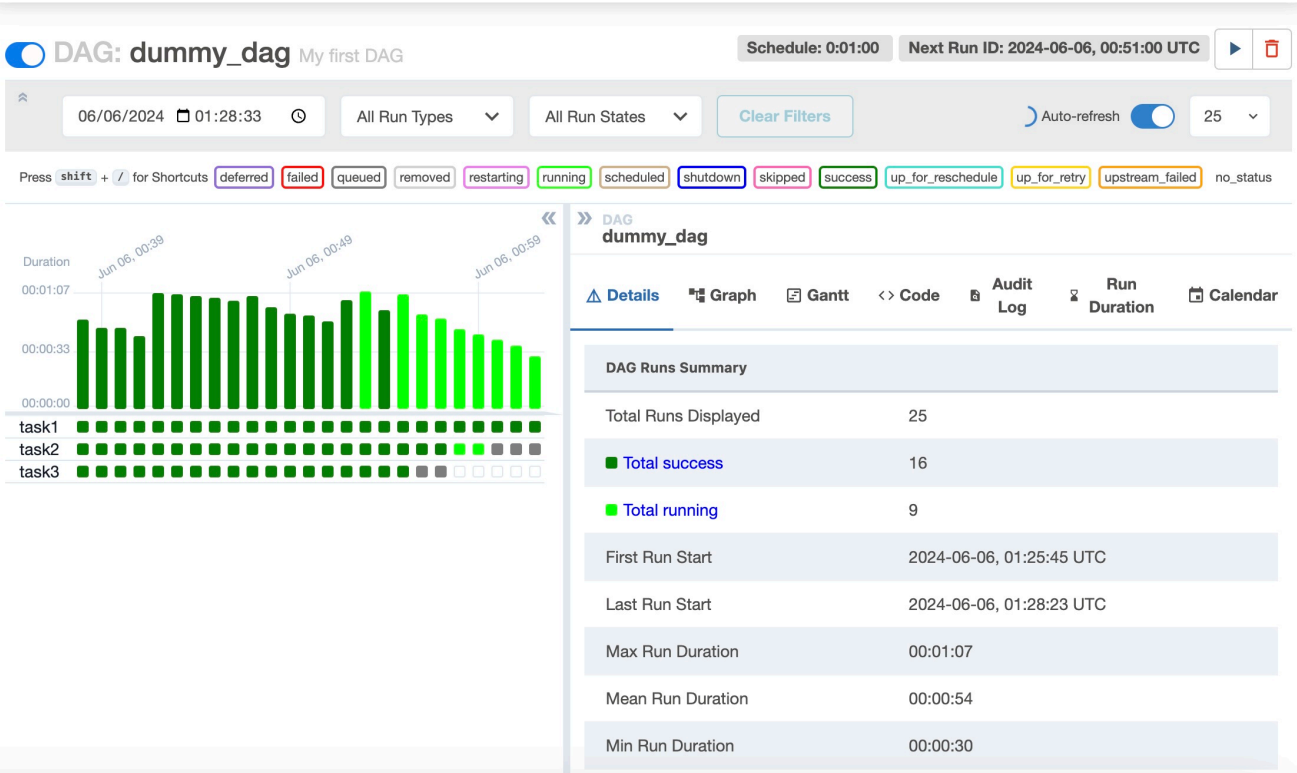 DAG: dummy_dag My first DAG
Schedule: 0:01:00
Next Run ID: 2024-06-06, 00:51:00 UTC
06/06/2024 01:28:33
All Run Types
All Run States
Clear Filters
Auto-refresh
25
Press shift + / for Shortcuts deferred failed queued removed restarting running scheduled shutdown skipped success up_for_reschedule up_for_retry upstream_failed no_status
Duration
Jun 06, 00:39
Jun 06, 00:49
Jun 06, 00:59
00:01:07
00:00:33
00:00:00
task1
task2
task3
DAG
dummy_dag
Details
Graph
Gantt
<> Code
Audit
Log
Run
Duration
Calendar
DAG Runs Summary
Total Runs Displayed 25
Total success 16
Total running 9
First Run Start 2024-06-06, 01:25:45 UTC
Last Run Start 2024-06-06, 01:28:23 UTC
Max Run Duration 00:01:07
Mean Run Duration 00:00:54
Min Run Duration 00:00:30